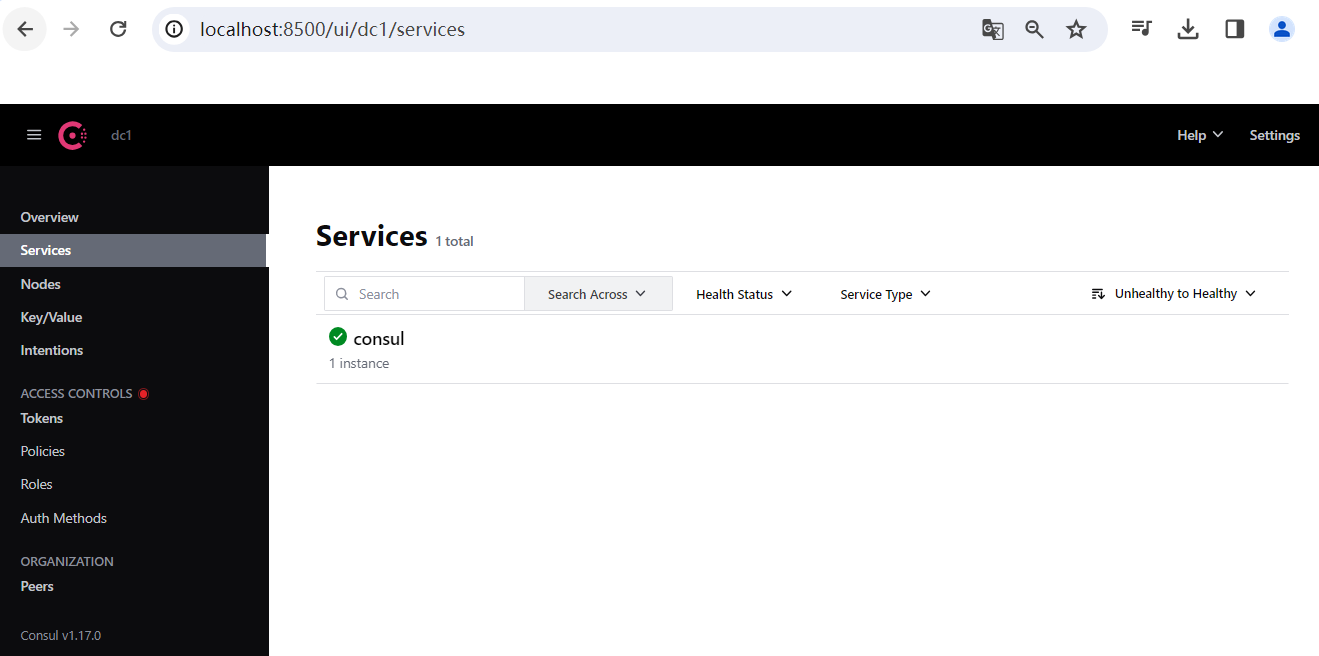 localhost:8500/ui/dc1/services
dc1
Help
Settings
Overview
Services
Nodes
Key/Value
Intentions
ACCESS CONTROLS
Tokens
Policies
Roles
Auth Methods
ORGANIZATION
Peers
Consul v1.17.0
Services 1 total
Search
Search Across
Health Status
Service Type
Unhealthy to Healthy
consul
1 instance